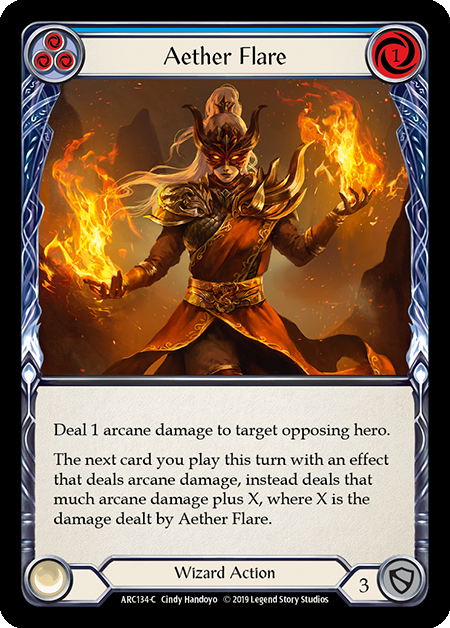 Aether Flare
1
Deal 1 arcane damage to target opposing hero.
The next card you play this turn with an effect
that deals arcane damage, instead deals that
much arcane damage plus X, where X is the
damage dealt by Aether Flare.
Wizard Action
3
ARC134-C Cindy Handoyo © 2019 Legend Story Studios